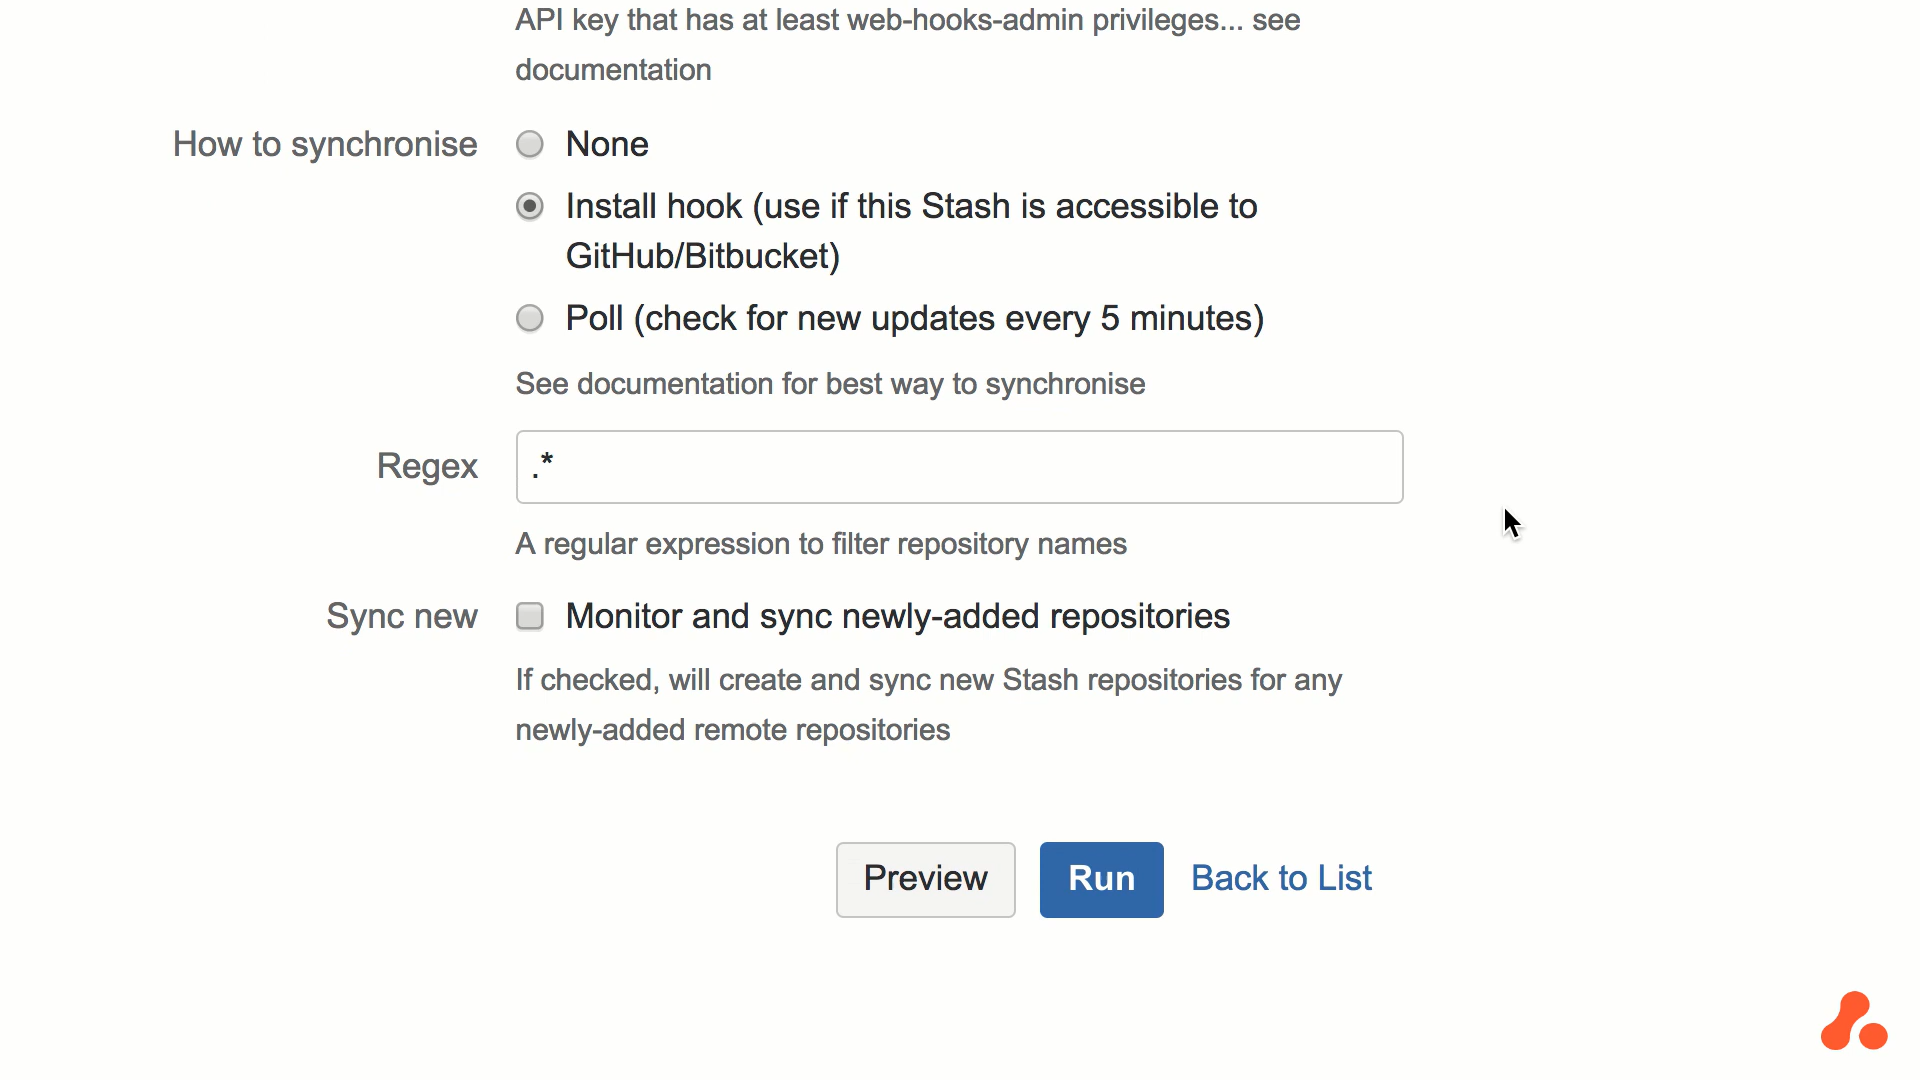 API key that has at least web-hooks-admin privileges... see
documentation
How to synchronise
None
Install hook (use if this Stash is accessible to
GitHub/Bitbucket)
Poll (check for new updates every 5 minutes)
See documentation for best way to synchronise
Regex
.*
A regular expression to filter repository names
Sync new
Monitor and sync newly-added repositories
If checked, will create and sync new Stash repositories for any
newly-added remote repositories
Preview
Run
Back to List